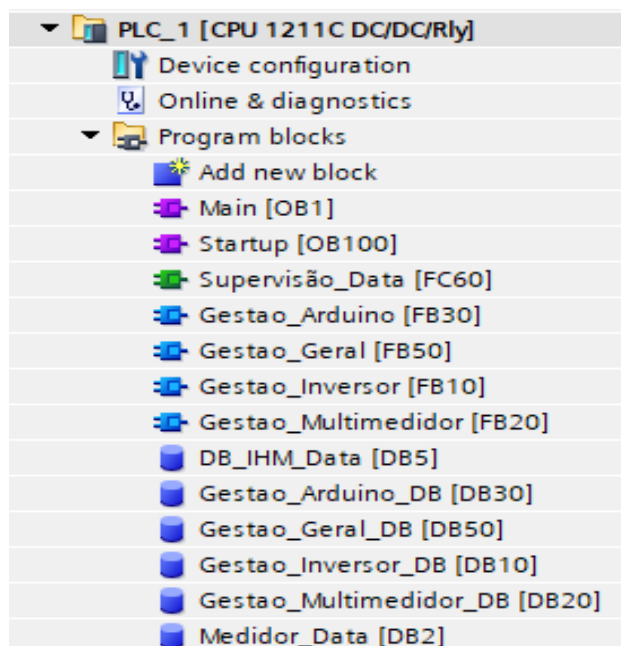 PLC_1 [CPU 1211C DC/DC/Rly]
Device configuration
Online & diagnostics
Program blocks
Add new block
Main [OB1]
Startup [OB100]
Supervisão_Data [FC60]
Gestao_Arduino [FB30]
Gestao_Geral [FB50]
Gestao_Inversor [FB10]
Gestao_Multimedidor [FB20]
DB_IHM_Data [DB5]
Gestao_Arduino_DB [DB30]
Gestao_Geral_DB [DB50]
Gestao_Inversor_DB [DB10]
Gestao_Multimedidor_DB [DB20]
Medidor_Data [DB2]